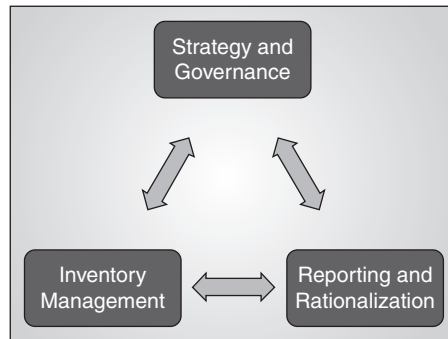 Strategy and
Governance
Inventory
Management
Reporting and
Rationalization